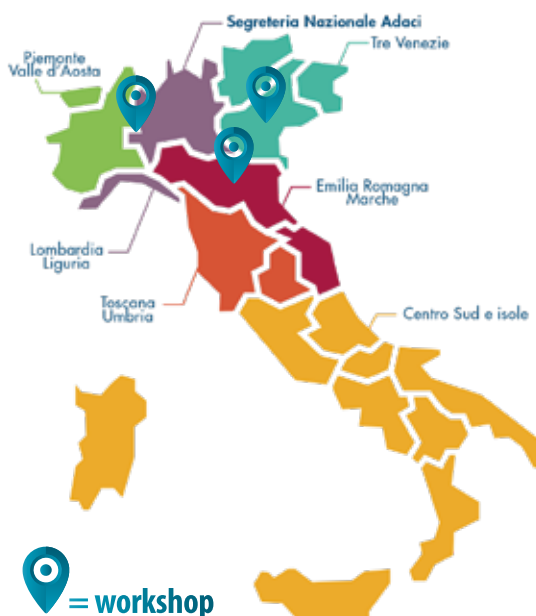 Segreteria Nazionale Adaci
Tre Venezie
Piemonte
Valle d'Aosta
Emilia Romagna
Marche
Lombardia
Liguria
Toscana
Umbria
Centro Sud e isole
= workshop